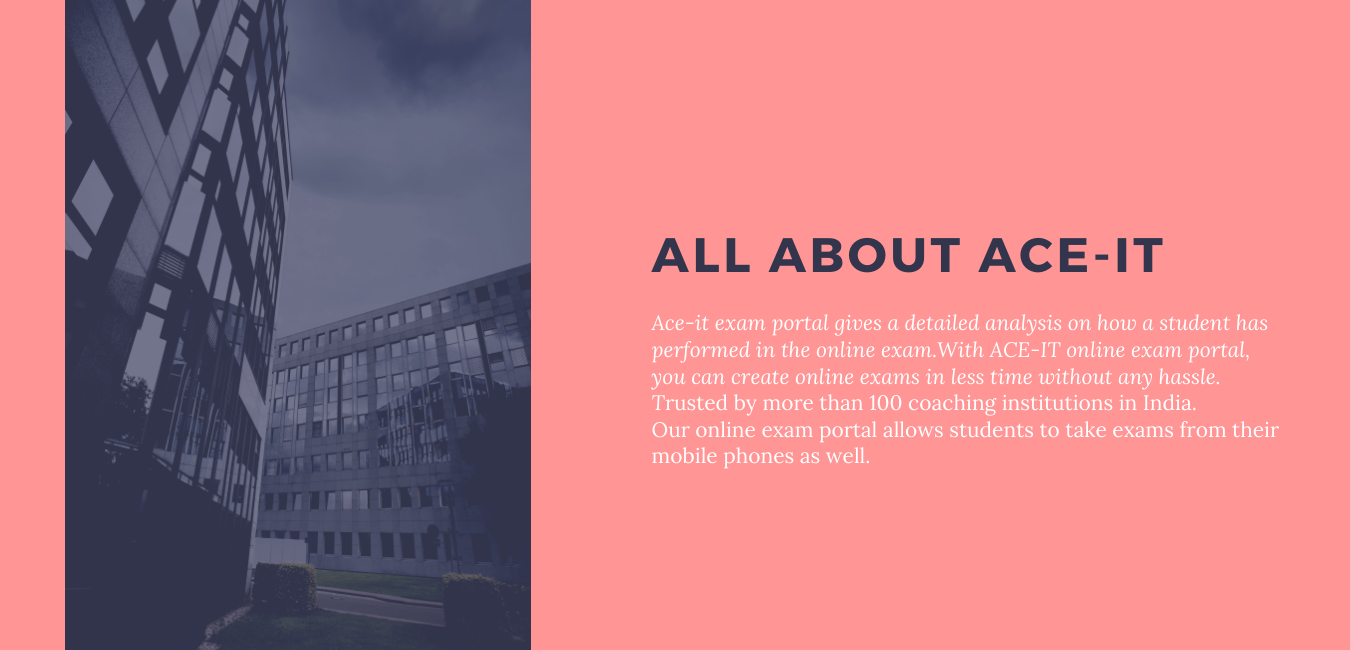 ALL ABOUT ACE-IT
Ace-it exam portal gives a detailed analysis on how a student has
performed in the online exam.With ACE-IT online exam portal,
you can create online exams in less time without any hassle.
Trusted by more than 100 coaching institutions in India.
Our online exam portal allows students to take exams from their
mobile phones as well.